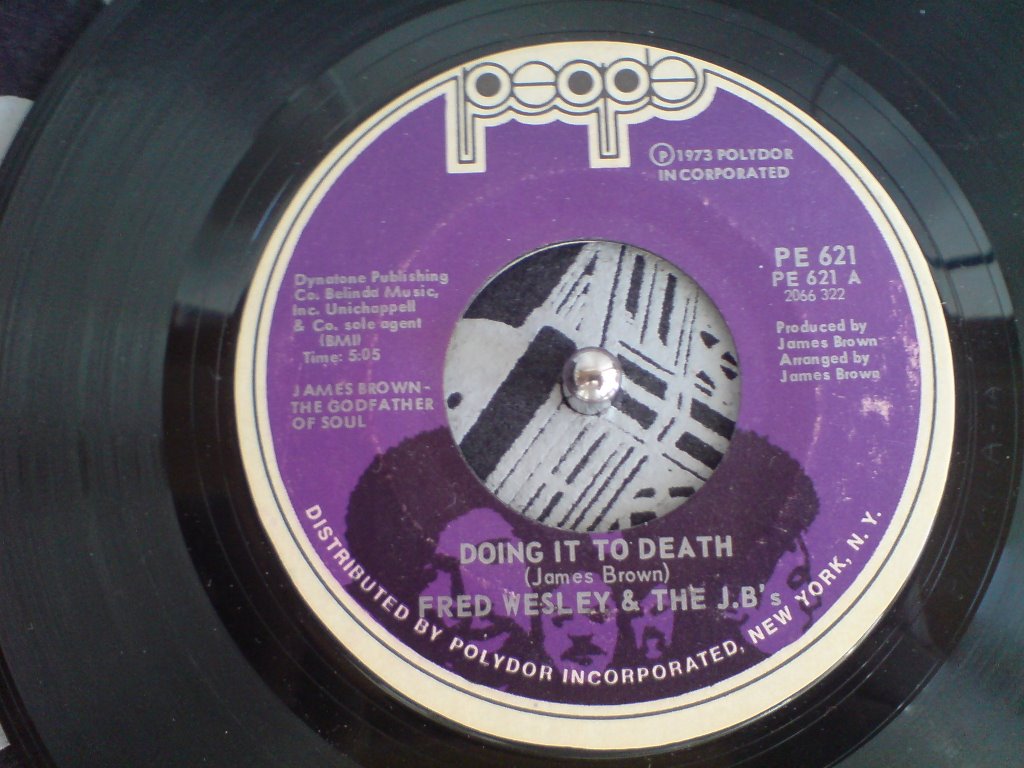 people
Ⓟ1973 POLYDOR
INCORPORATED
PE 621
PE 621 A
2066 322
Dynatone Publishing
Co. Belinda Music,
Inc. Unichappell
& Co. sole agent
(BMI)
Time: 5:05
Produced by
James Brown
Arranged by
James Brown
JAMES BROWN-
THE GODFATHER
OF SOUL
DOING IT TO DEATH
(James Brown)
FRED WESLEY & THE J.B's
DISTRIBUTED BY POLYDOR INCORPORATED, NEW YORK, N. Y.